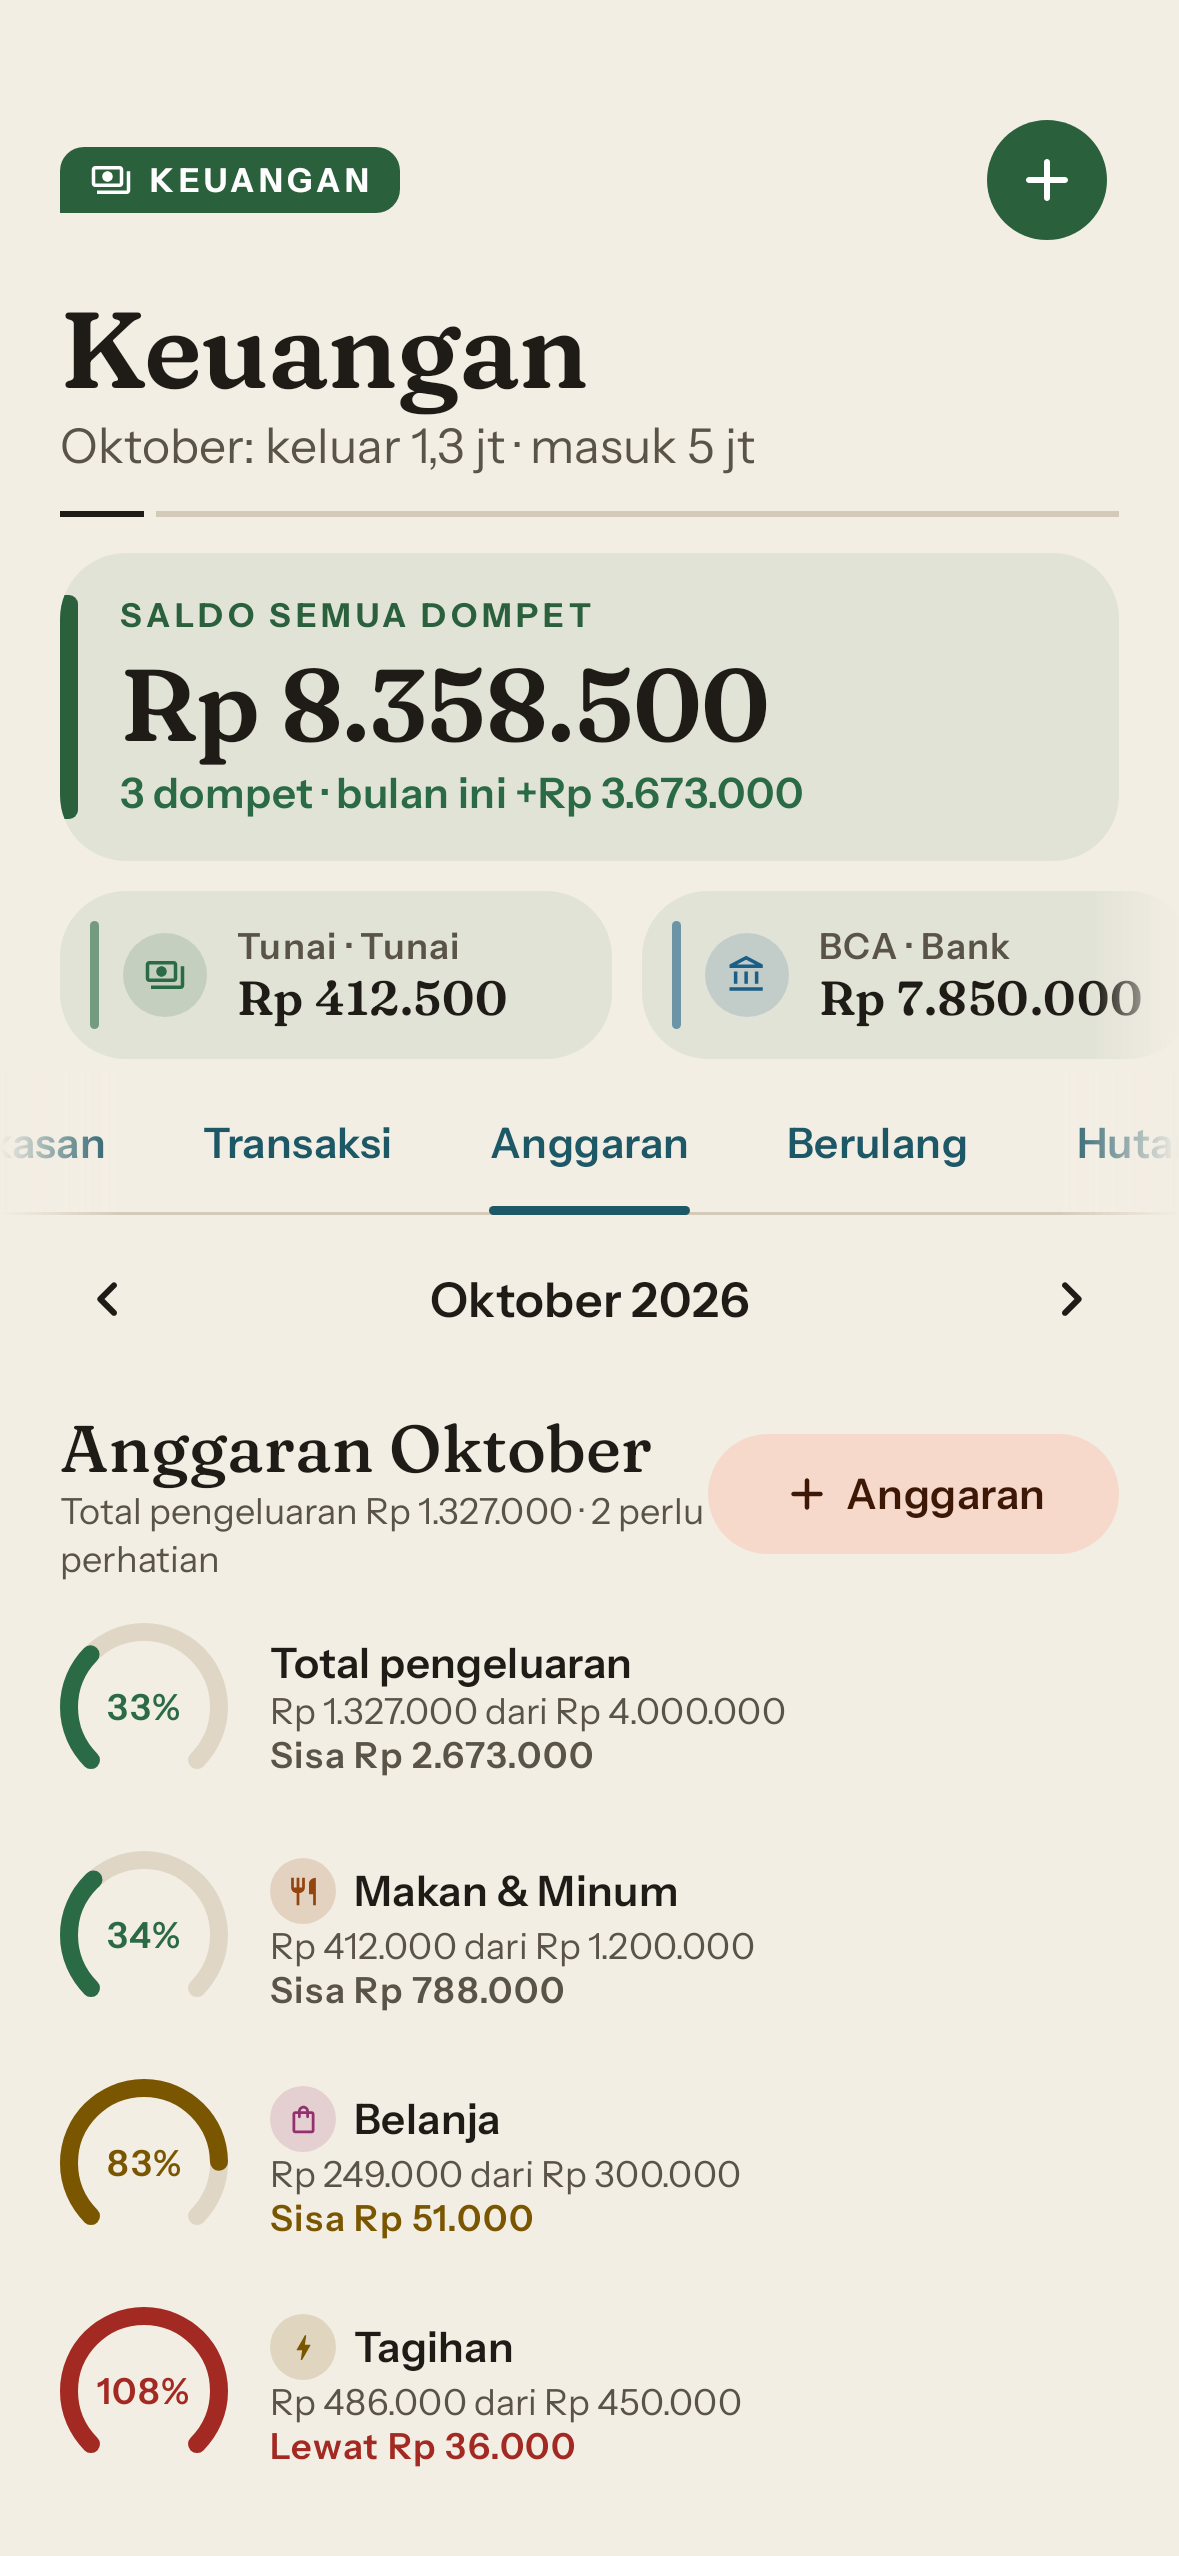 KEUANGAN
Keuangan
Oktober: keluar 1,3 jt · masuk 5 jt
SALDO SEMUA DOMPET
Rp 8.358.500
3 dompet · bulan ini +Rp 3.673.000
Tunai · Tunai
Rp 412.500
BCA · Bank
Rp 7.850.000
Transaksi Anggaran Berulang
Oktober 2026
Anggaran Oktober
Total pengeluaran Rp 1.327.000 · 2 perlu
perhatian
Anggaran
33%
Total pengeluaran
Rp 1.327.000 dari Rp 4.000.000
Sisa Rp 2.673.000
34%
Makan & Minum
Rp 412.000 dari Rp 1.200.000
Sisa Rp 788.000
83%
Belanja
Rp 249.000 dari Rp 300.000
Sisa Rp 51.000
108%
Tagihan
Rp 486.000 dari Rp 450.000
Lewat Rp 36.000